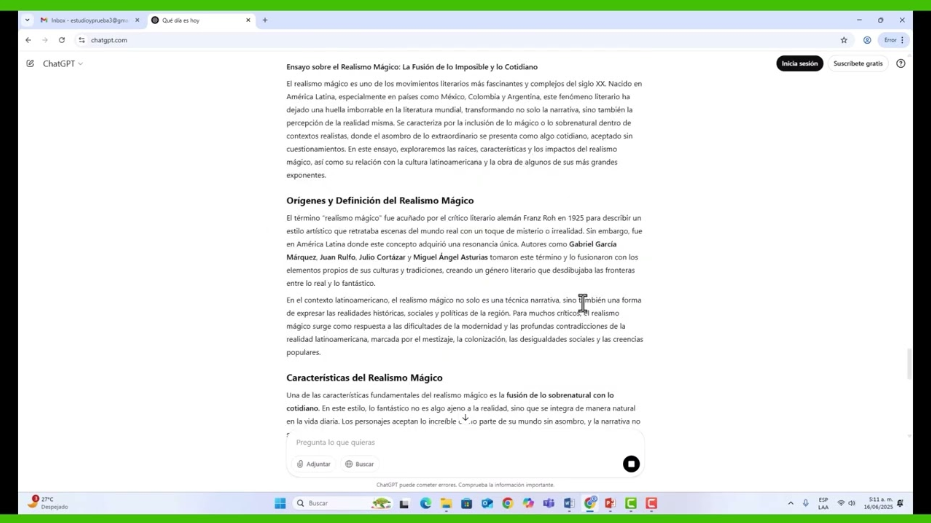 Inbox - estudioyprueba3@gm
Qué día es hoy
chatgpt.com
Error
ChatGPT
Inicia sesión
Suscríbete gratis
Ensayo sobre el Realismo Mágico: La Fusión de lo Imposible y lo Cotidiano
El realismo mágico es uno de los movimientos literarios más fascinantes y complejos del siglo XX. Nacido en
América Latina, especialmente en países como México, Colombia y Argentina, este fenómeno literario ha
dejado una huella imborrable en la literatura mundial, transformando no solo la narrativa, sino también la
percepción de la realidad misma. Se caracteriza por la inclusión de lo mágico o lo sobrenatural dentro de
contextos realistas, donde el asombro de lo extraordinario se presenta como algo cotidiano, aceptado sin
cuestionamientos. En este ensayo, exploraremos las raíces, características y los impactos del realismo
mágico, así como su relación con la cultura latinoamericana y la obra de algunos de sus más grandes
exponentes.
Orígenes y Definición del Realismo Mágico
El término "realismo mágico" fue acuñado por el crítico literario alemán Franz Roh en 1925 para describir un
estilo artístico que retrataba escenas del mundo real con un toque de misterio o irrealidad. Sin embargo, fue
en América Latina donde este concepto adquirió una resonancia única. Autores como Gabriel García
Márquez, Juan Rulfo, Julio Cortázar y Miguel Ángel Asturias tomaron este término y lo fusionaron con los
elementos propios de sus culturas y tradiciones, creando un género literario que desdibujaba las fronteras
entre lo real y lo fantástico.
En el contexto latinoamericano, el realismo mágico no solo es una técnica narrativa, sino también una forma
de expresar las realidades históricas, sociales y políticas de la región. Para muchos críticos, el realismo
mágico surge como respuesta a las dificultades de la modernidad y las profundas contradicciones de la
realidad latinoamericana, marcada por el mestizaje, la colonización, las desigualdades sociales y las creencias
populares.
Características del Realismo Mágico
Una de las características fundamentales del realismo mágico es la fusión de lo sobrenatural con lo
cotidiano. En este estilo, lo fantástico no es algo ajeno a la realidad, sino que se integra de manera natural
en la vida diaria. Los personajes aceptan lo increíble parte de su mundo sin asombro, y la narrativa no
Pregunta lo que quieras
Adjuntar
Buscar
ChatGPT puede cometer errores. Comprueba la información importante.
27°C
Despejado
Buscar
ESP
LAA
5:11 a. m.
16/06/2025